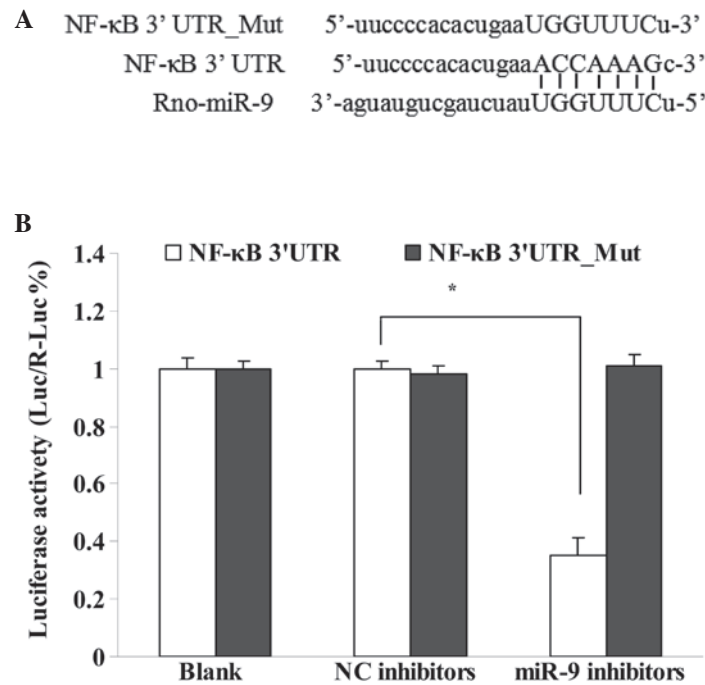 A
NF-κB 3' UTR_Mut 5'-uuccccacacugaaUGGUUUCu-3'
NF-κB 3' UTR 5'-uuccccacacugaaACCAAAGc-3'
Rno-miR-9 3'-aguaugucgaucuauUGGUUUCu-5'
B
NF-κB 3'UTR NF-κB 3'UTR_Mut
Luciferase activety (Luc/R-Luc%)
1.4
1.2
1
0.8
0.6
0.4
0.2
0
*
Blank NC inhibitors miR-9 inhibitors